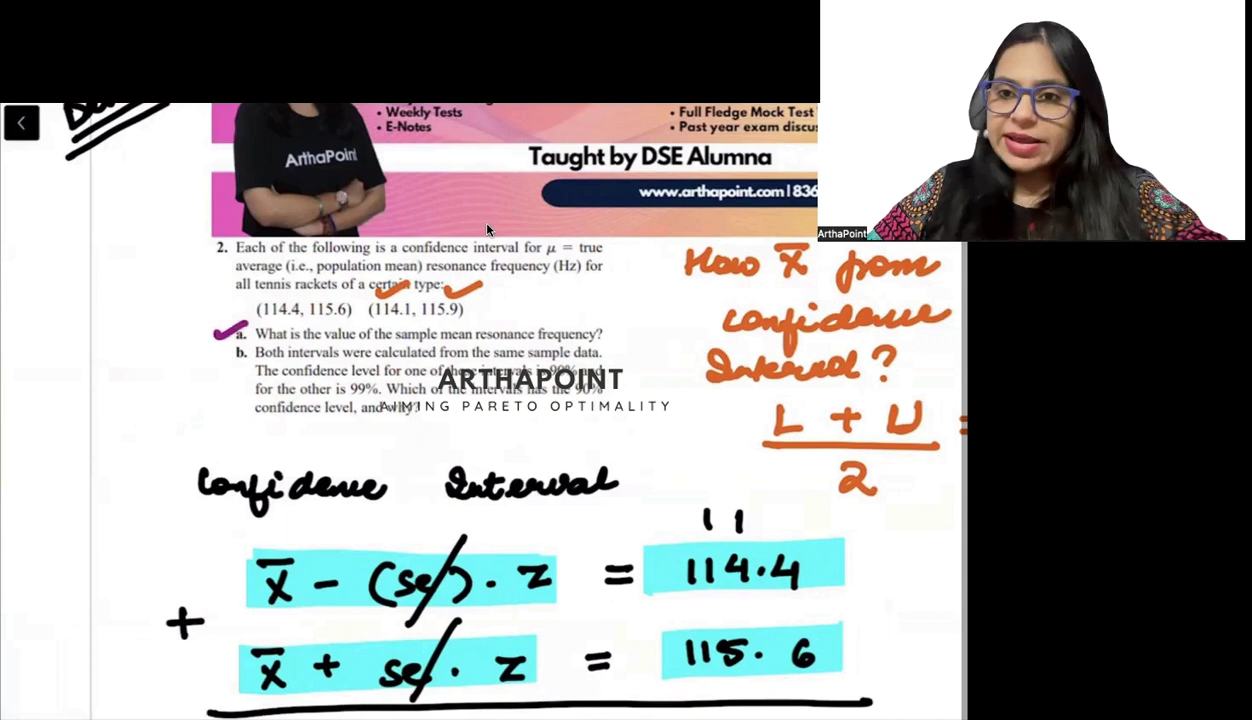 • Weekly Tests
• E-Notes
• Full Fledge Mock Test
• Past year exam discu
ArthaPoint
Taught by DSE Alumna
www.arthapoint.com | 836
ArthaPoint
2. Each of the following is a confidence interval for μ = true
average (i.e., population mean) resonance frequency (Hz) for
all tennis rackets of a certain type:
(114.4, 115.6) (114.1, 115.9)
a. What is the value of the sample mean resonance frequency?
b. Both intervals were calculated from the same sample data.
The confidence level for one of these intervals is 90% and
for the other is 99%. Which of the intervals has the 90%
confidence level, and why?
ARTHAPOINT
AIMING PARETO OPTIMALITY
How x̄ from
confidence
Interval?
L + U
2
Confidence Interval
11
x̄ - (se) . z = 114.4
+
x̄ + se . z = 115.6